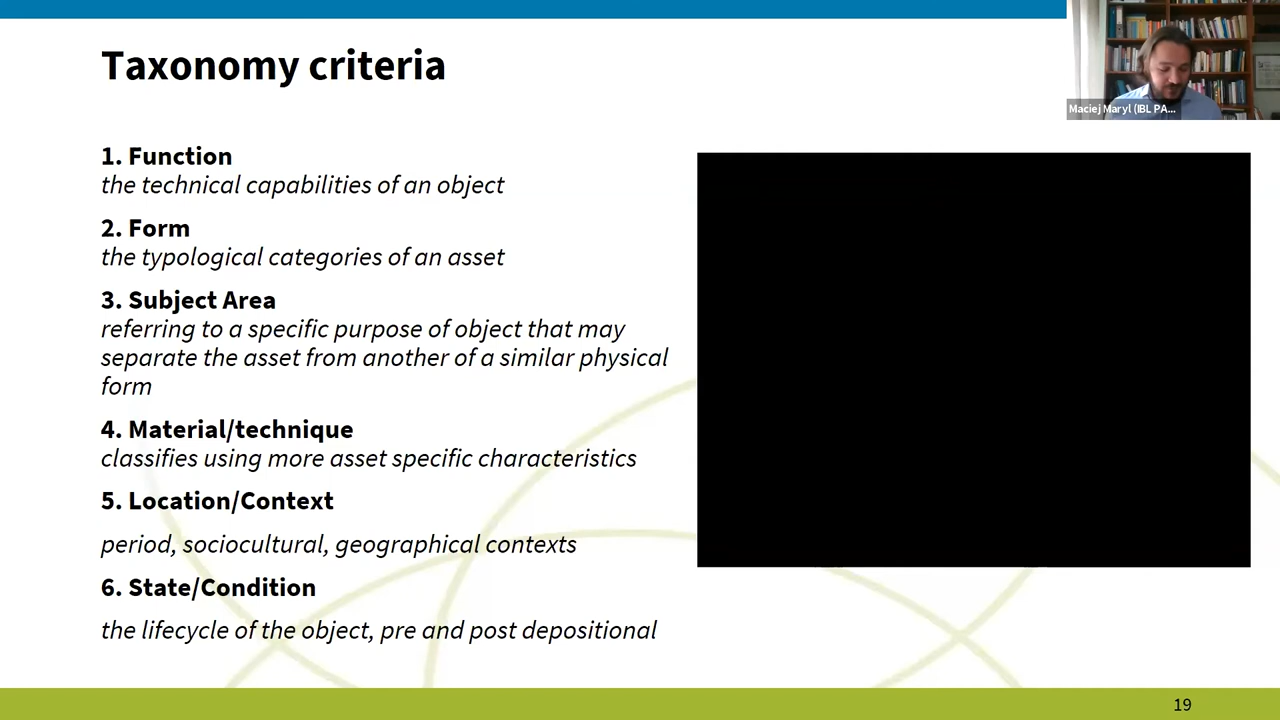 Taxonomy criteria
Maciej Maryl (IBL PA...
1. Function
the technical capabilities of an object
2. Form
the typological categories of an asset
3. Subject Area
referring to a specific purpose of object that may
separate the asset from another of a similar physical
form
4. Material/technique
classifies using more asset specific characteristics
5. Location/Context
period, sociocultural, geographical contexts
6. State/Condition
the lifecycle of the object, pre and post depositional
19